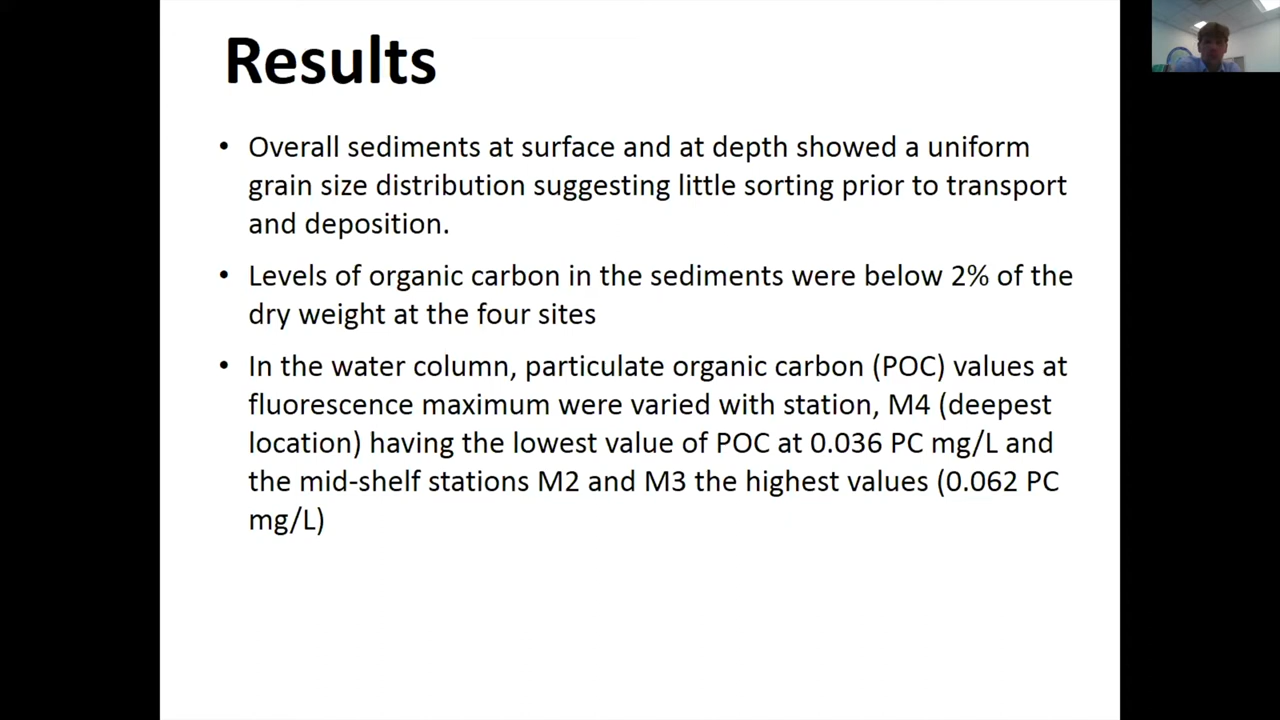 Results
• Overall sediments at surface and at depth showed a uniform
grain size distribution suggesting little sorting prior to transport
and deposition.
• Levels of organic carbon in the sediments were below 2% of the
dry weight at the four sites
• In the water column, particulate organic carbon (POC) values at
fluorescence maximum were varied with station, M4 (deepest
location) having the lowest value of POC at 0.036 PC mg/L and
the mid-shelf stations M2 and M3 the highest values (0.062 PC
mg/L)